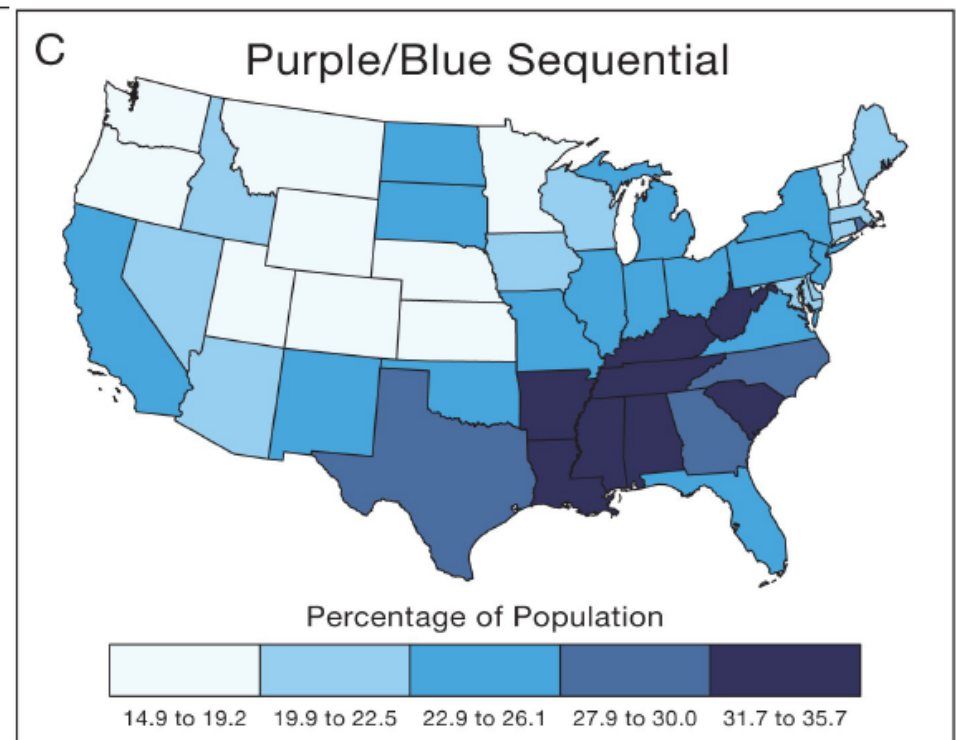 C
Purple/Blue Sequential
Percentage of Population
14.9 to 19.2 19.9 to 22.5 22.9 to 26.1 27.9 to 30.0 31.7 to 35.7